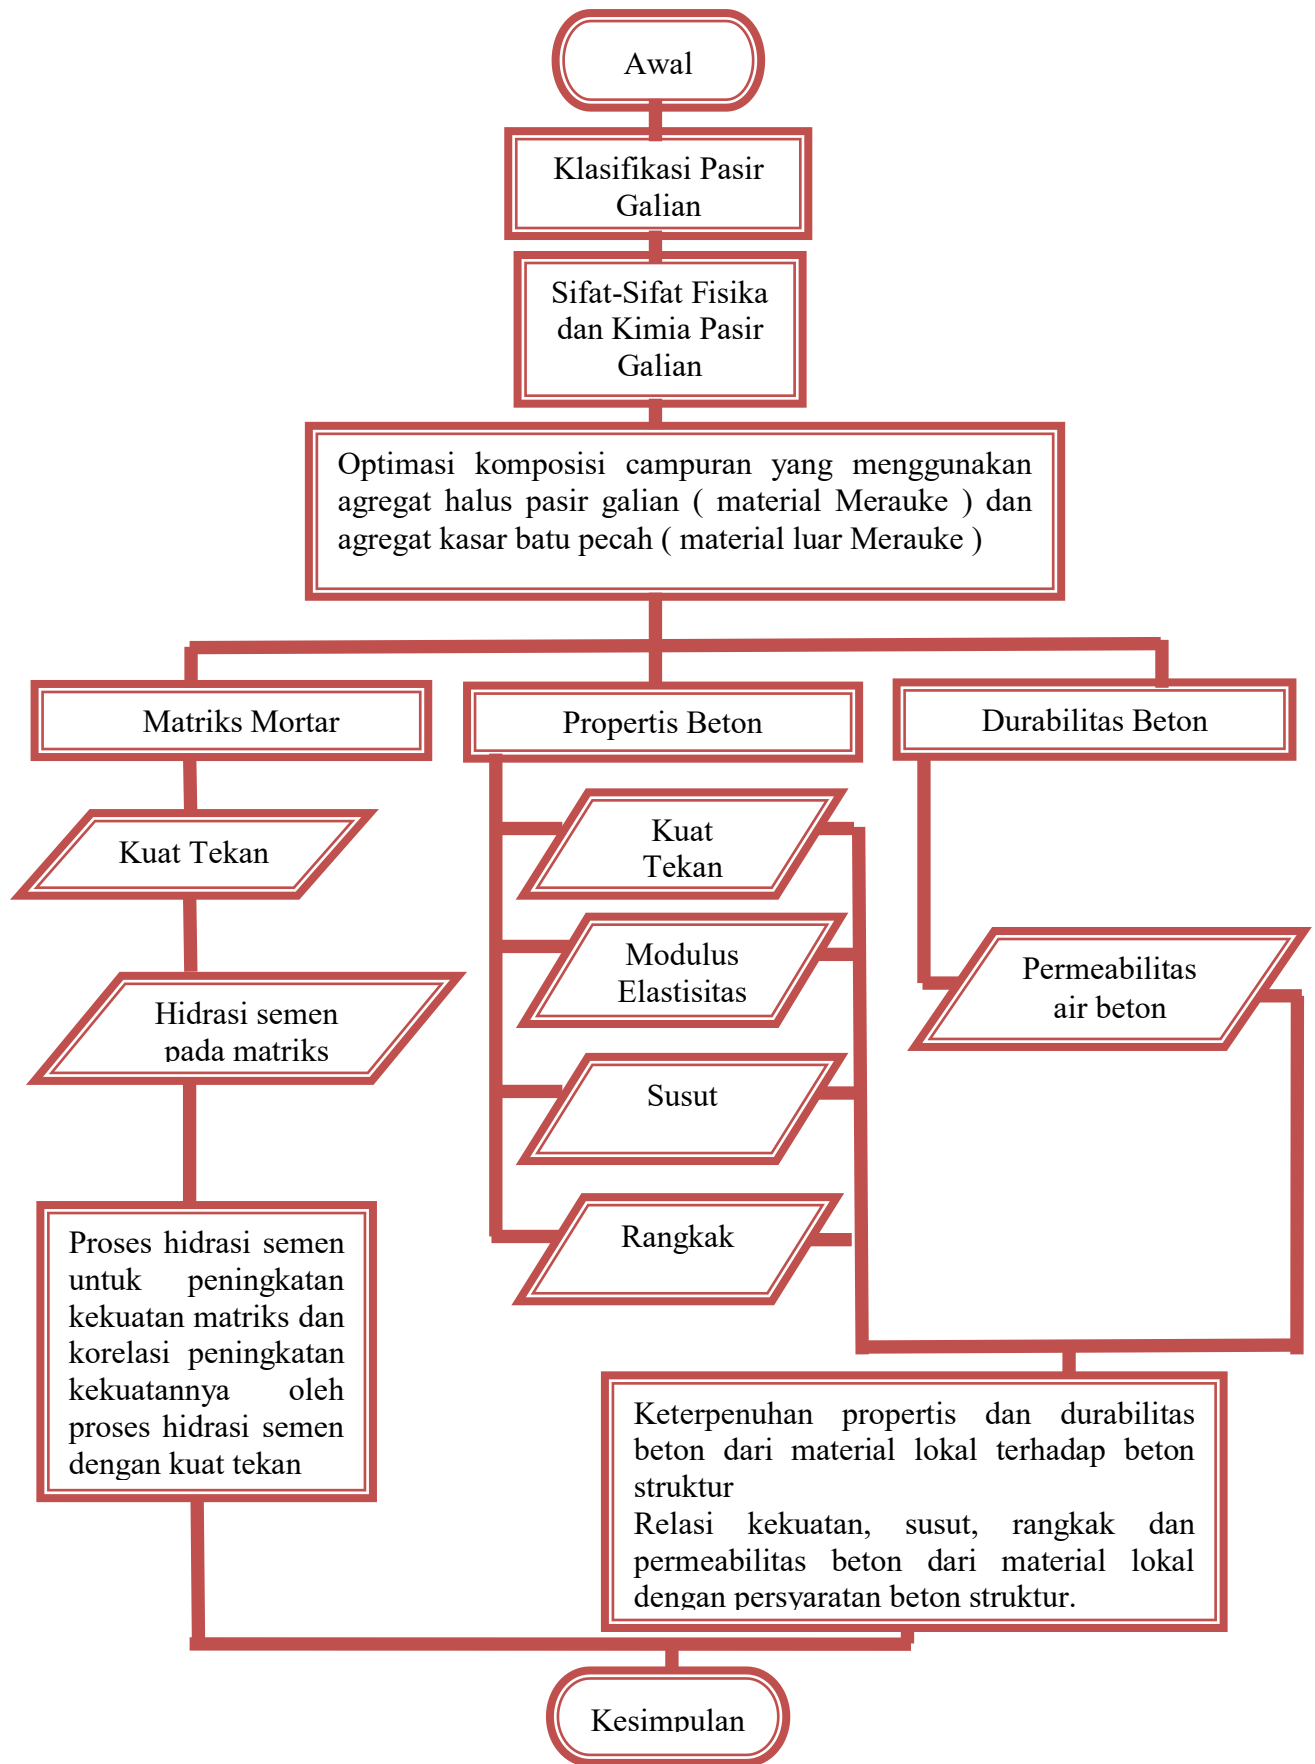 Awal
Klasifikasi Pasir
Galian
Sifat-Sifat Fisika
dan Kimia Pasir
Galian
Optimasi komposisi campuran yang menggunakan
agregat halus pasir galian ( material Merauke ) dan
agregat kasar batu pecah ( material luar Merauke )
Matriks Mortar
Kuat Tekan
Hidrasi semen
pada matriks
Proses hidrasi semen
untuk peningkatan
kekuatan matriks dan
korelasi peningkatan
kekuatannya oleh
proses hidrasi semen
dengan kuat tekan
Propertis Beton
Kuat
Tekan
Modulus
Elastisitas
Susut
Rangkak
Durabilitas Beton
Permeabilitas
air beton
Keterpenuhan propertis dan durabilitas
beton dari material lokal terhadap beton
struktur
Relasi kekuatan, susut, rangkak dan
permeabilitas beton dari material lokal
dengan persyaratan beton struktur.
Kesimpulan